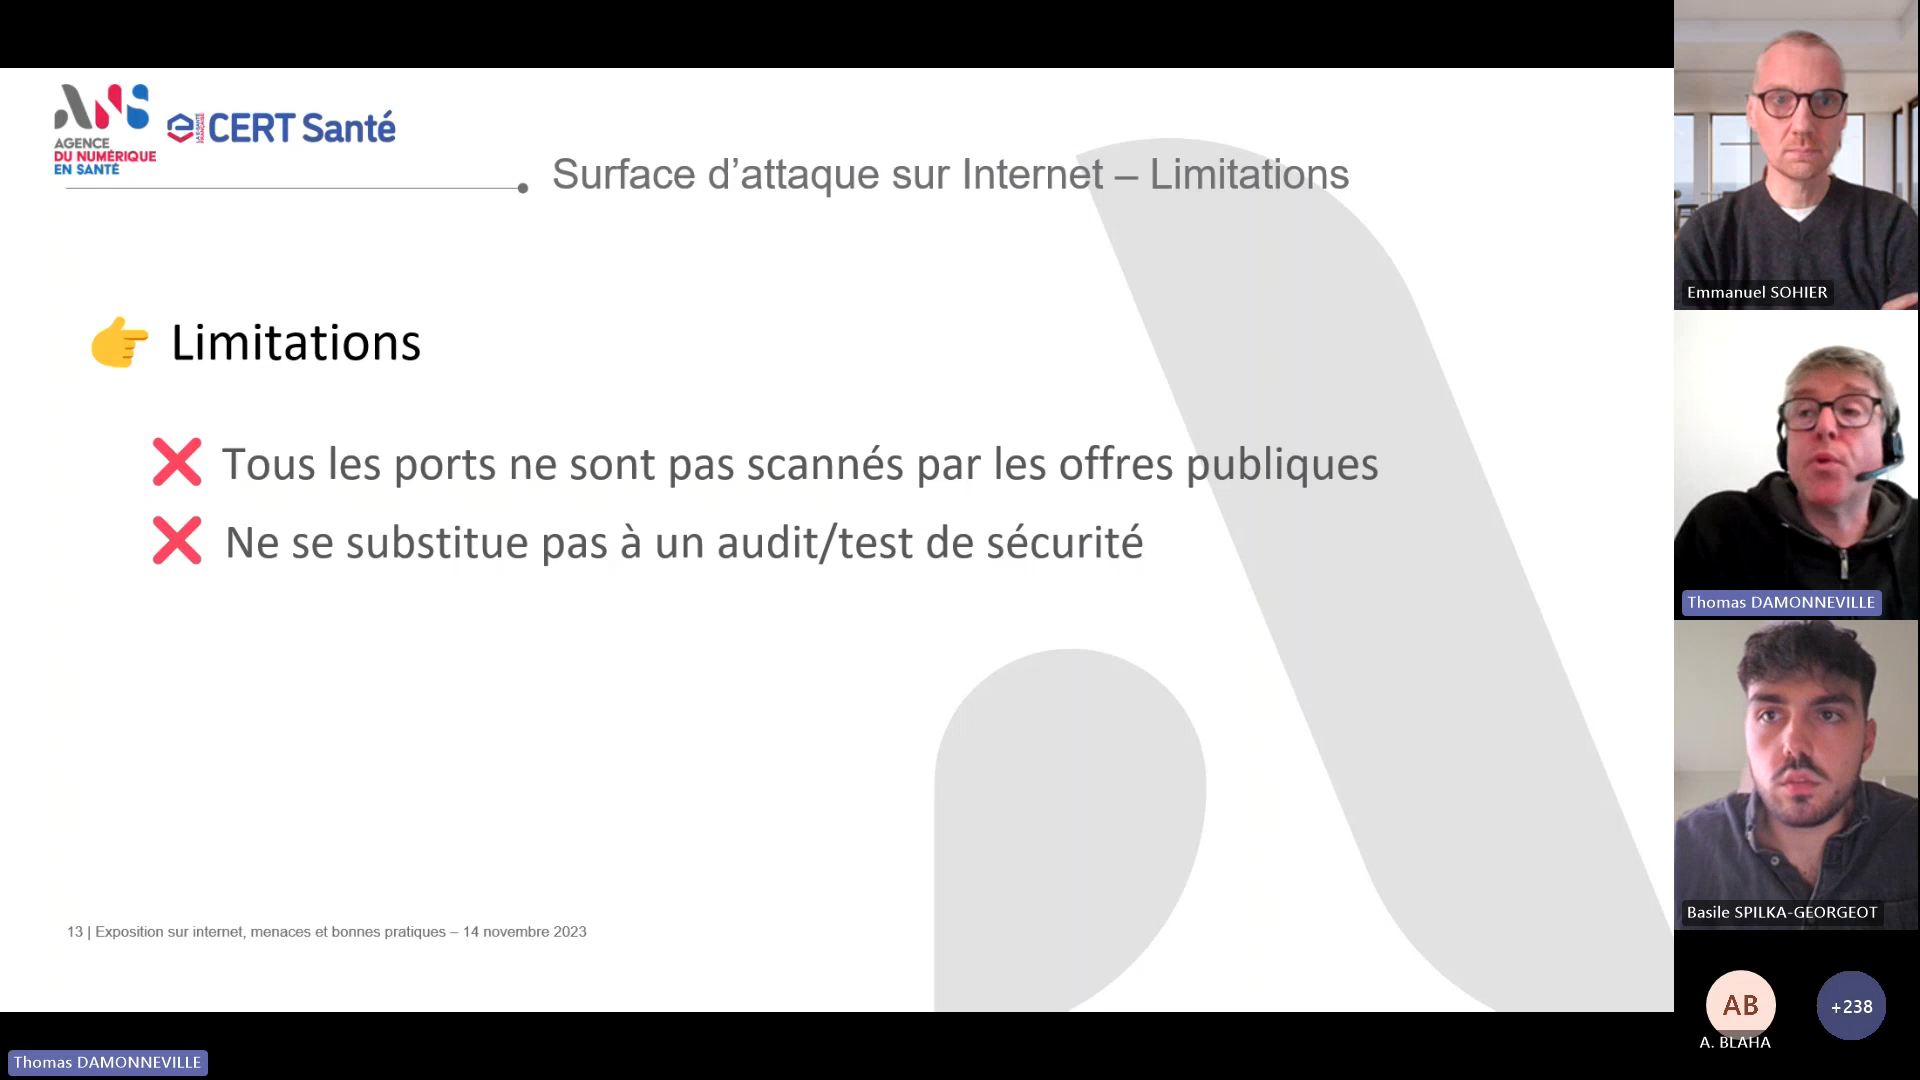 ANS
AGENCE
DU NUMÉRIQUE
EN SANTÉ
CERT Santé
Surface d’attaque sur Internet – Limitations
Limitations
Tous les ports ne sont pas scannés par les offres publiques
Ne se substitue pas à un audit/test de sécurité
13 | Exposition sur internet, menaces et bonnes pratiques – 14 novembre 2023
Thomas DAMONNEVILLE
Emmanuel SOHIER
Thomas DAMONNEVILLE
Basile SPILKA-GEORGEOT
AB
A. BLAHA
+238